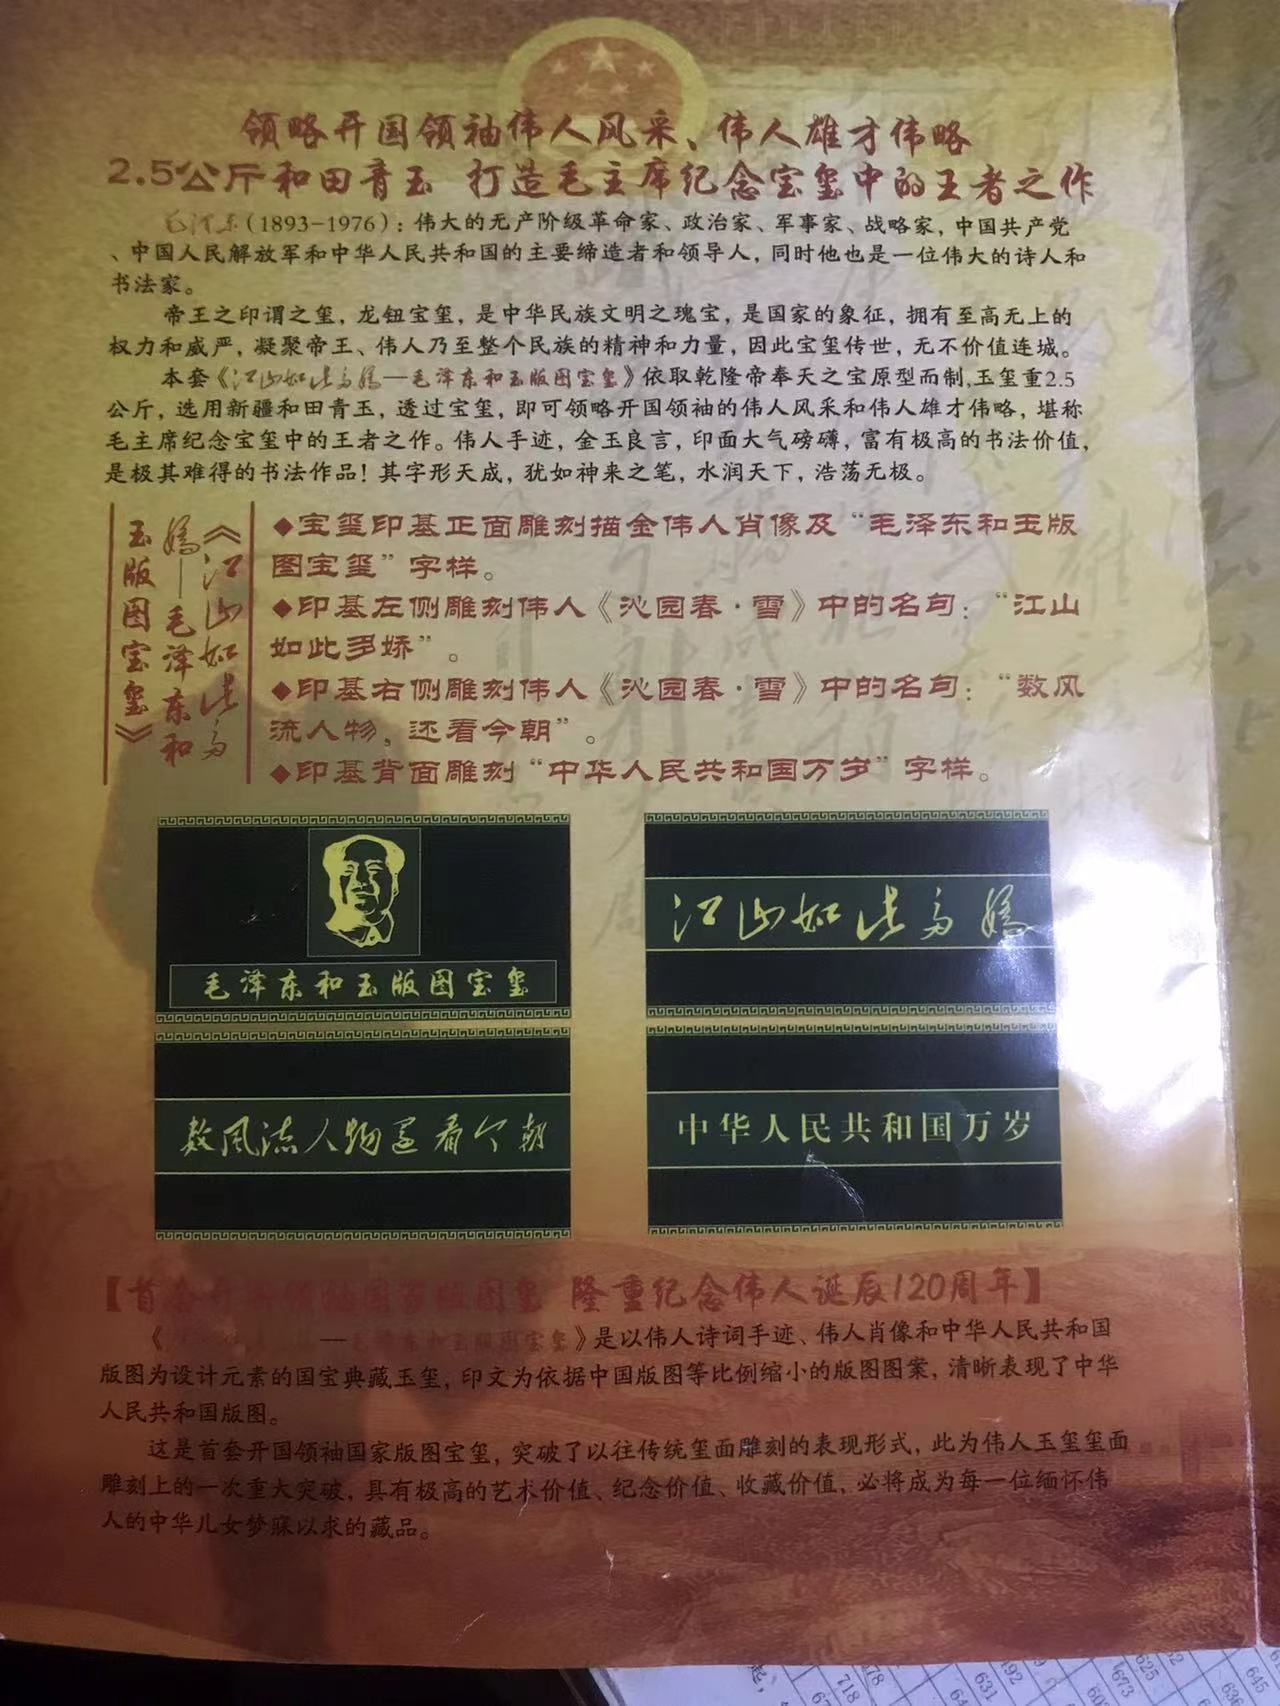 领略开国领袖伟人风采、伟人雄才伟略
2.5公斤和田青玉 打造毛主席纪念宝玺中的王者之作
毛泽东(1893-1976)：伟大的无产阶级革命家、政治家、军事家、战略家，中国共产党
、中国人民解放军和中华人民共和国的主要缔造者和领导人，同时他也是一位伟大的诗人和
书法家。
帝王之印谓之玺，龙钮宝玺，是中华民族文明之瑰宝，是国家的象征，拥有至高无上的
权力和威严，凝聚帝王、伟人乃至整个民族的精神和力量，因此宝玺传世，无不价值连城。
本套《江山如此多娇—毛泽东和玉版图宝玺》依取乾隆帝奉天之宝原型而制,玉玺重2.5
公斤，选用新疆和田青玉，透过宝玺，即可领略开国领袖的伟人风采和伟人雄才伟略，堪称
毛主席纪念宝玺中的王者之作。伟人手迹，金玉良言，印面大气磅礴，富有极高的书法价值，
是极其难得的书法作品！其字形天成，犹如神来之笔，水润天下，浩荡无极。
《江山如此多
娇—毛泽东和
玉版图宝玺》
◆宝玺印基正面雕刻描金伟人肖像及“毛泽东和玉版
图宝玺”字样。
◆印基左侧雕刻伟人《沁园春·雪》中的名句：“江山
如此多娇”。
◆印基右侧雕刻伟人《沁园春·雪》中的名句：“数风
流人物，还看今朝”。
◆印基背面雕刻“中华人民共和国万岁”字样。
毛泽东和玉版图宝玺
江山如此多娇
数风流人物还看今朝
中华人民共和国万岁
【首套开国领袖国家版图玺 隆重纪念伟人诞辰120周年】
《—东和玉版图宝玺》是以伟人诗词手迹、伟人肖像和中华人民共和国
版图为设计元素的国宝典藏玉玺，印文为依据中国版图等比例缩小的版图图案，清晰表现了中华
人民共和国版图。
这是首套开国领袖国家版图宝玺，突破了以往传统玺面雕刻的表现形式，此为伟人玉玺玺面
雕刻上的一次重大突破，具有极高的艺术价值、纪念价值、收藏价值，必将成为每一位缅怀伟
人的中华儿女梦寐以求的藏品。